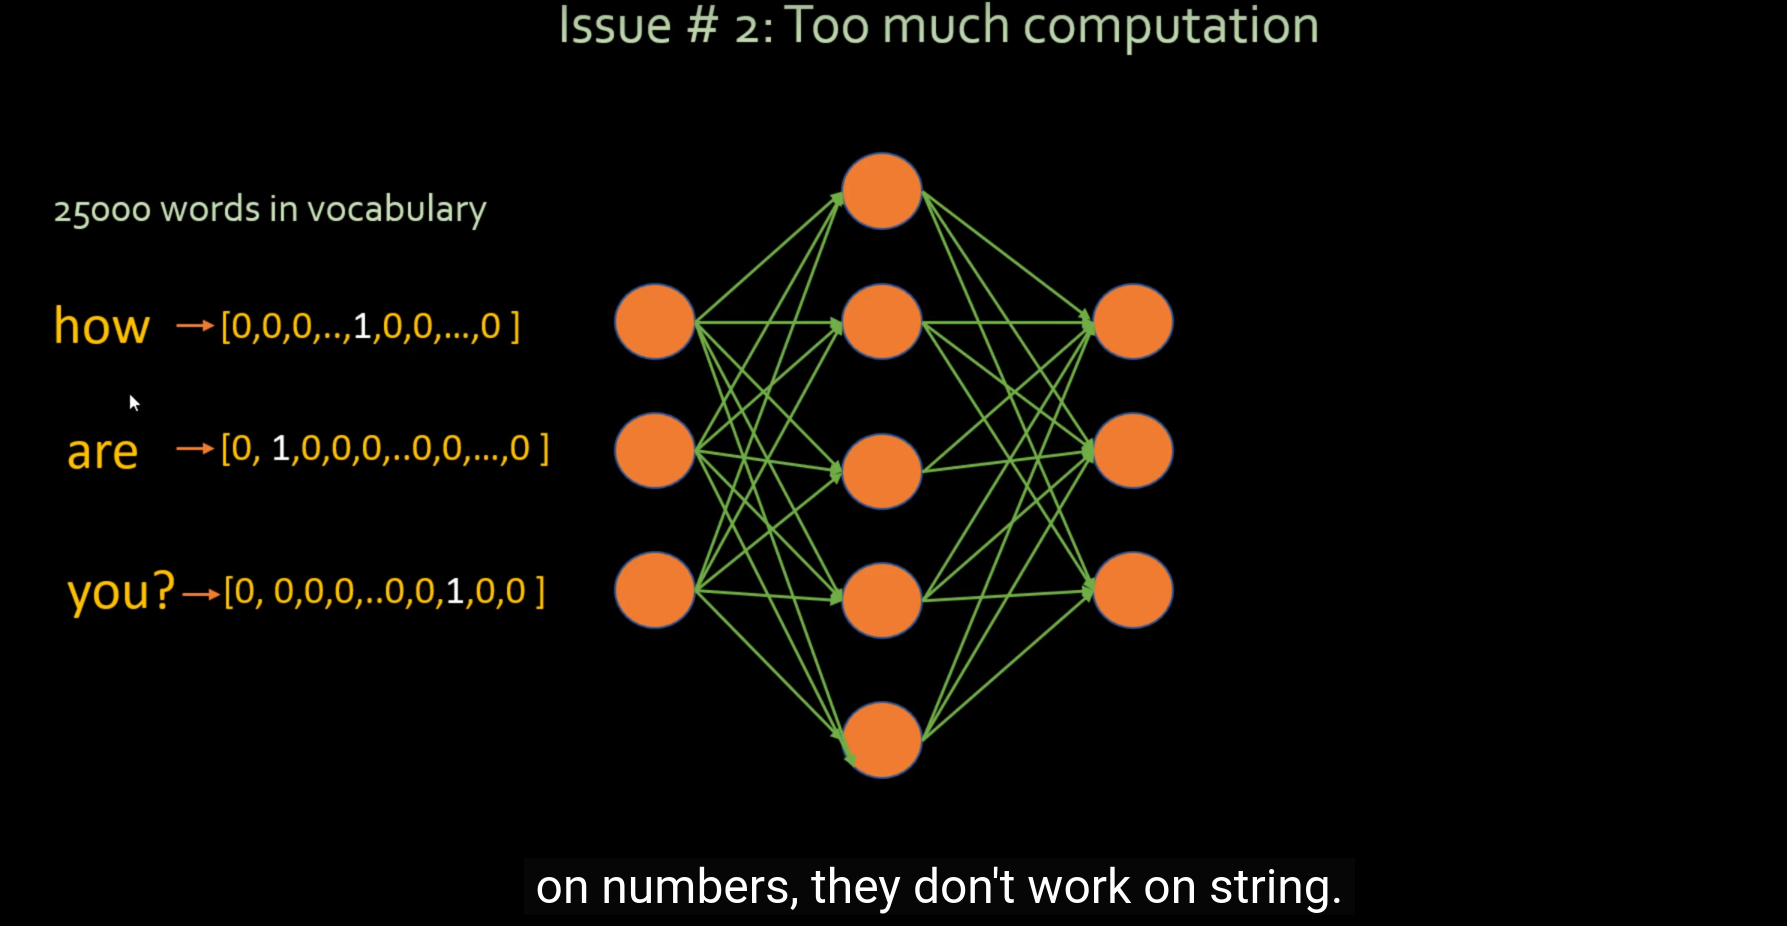 Issue # 2: Too much computation
25000 words in vocabulary
how → [0,0,0,..,1,0,0,...,0 ]
are → [0, 1,0,0,0,..0,0,...,0 ]
you? → [0, 0,0,0,..0,0,1,0,0 ]
on numbers, they don't work on string.